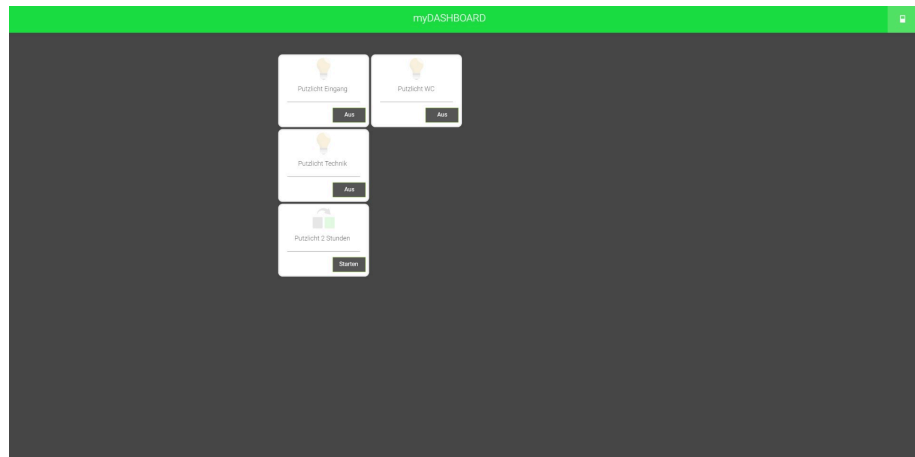 myDASHBOARD
Putzlicht Eingang
Aus
Putzlicht WC
Aus
Putzlicht Technik
Aus
Putzlicht 2 Stunden
Starten